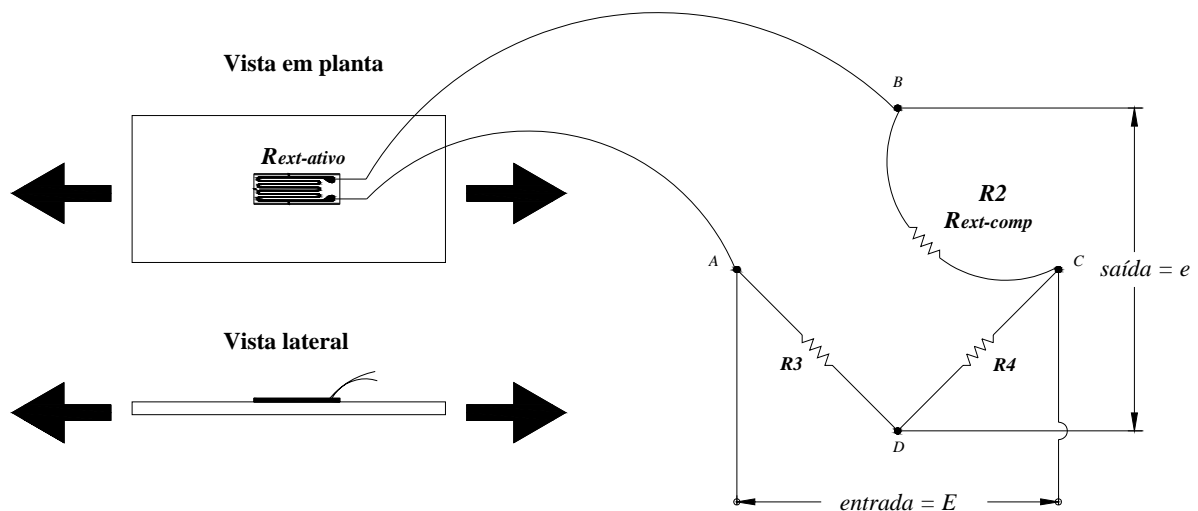 Vista em planta
Rext-ativo
Vista lateral
B
R2
Rext-comp
A
C
saída = e
R3
R4
D
entrada = E